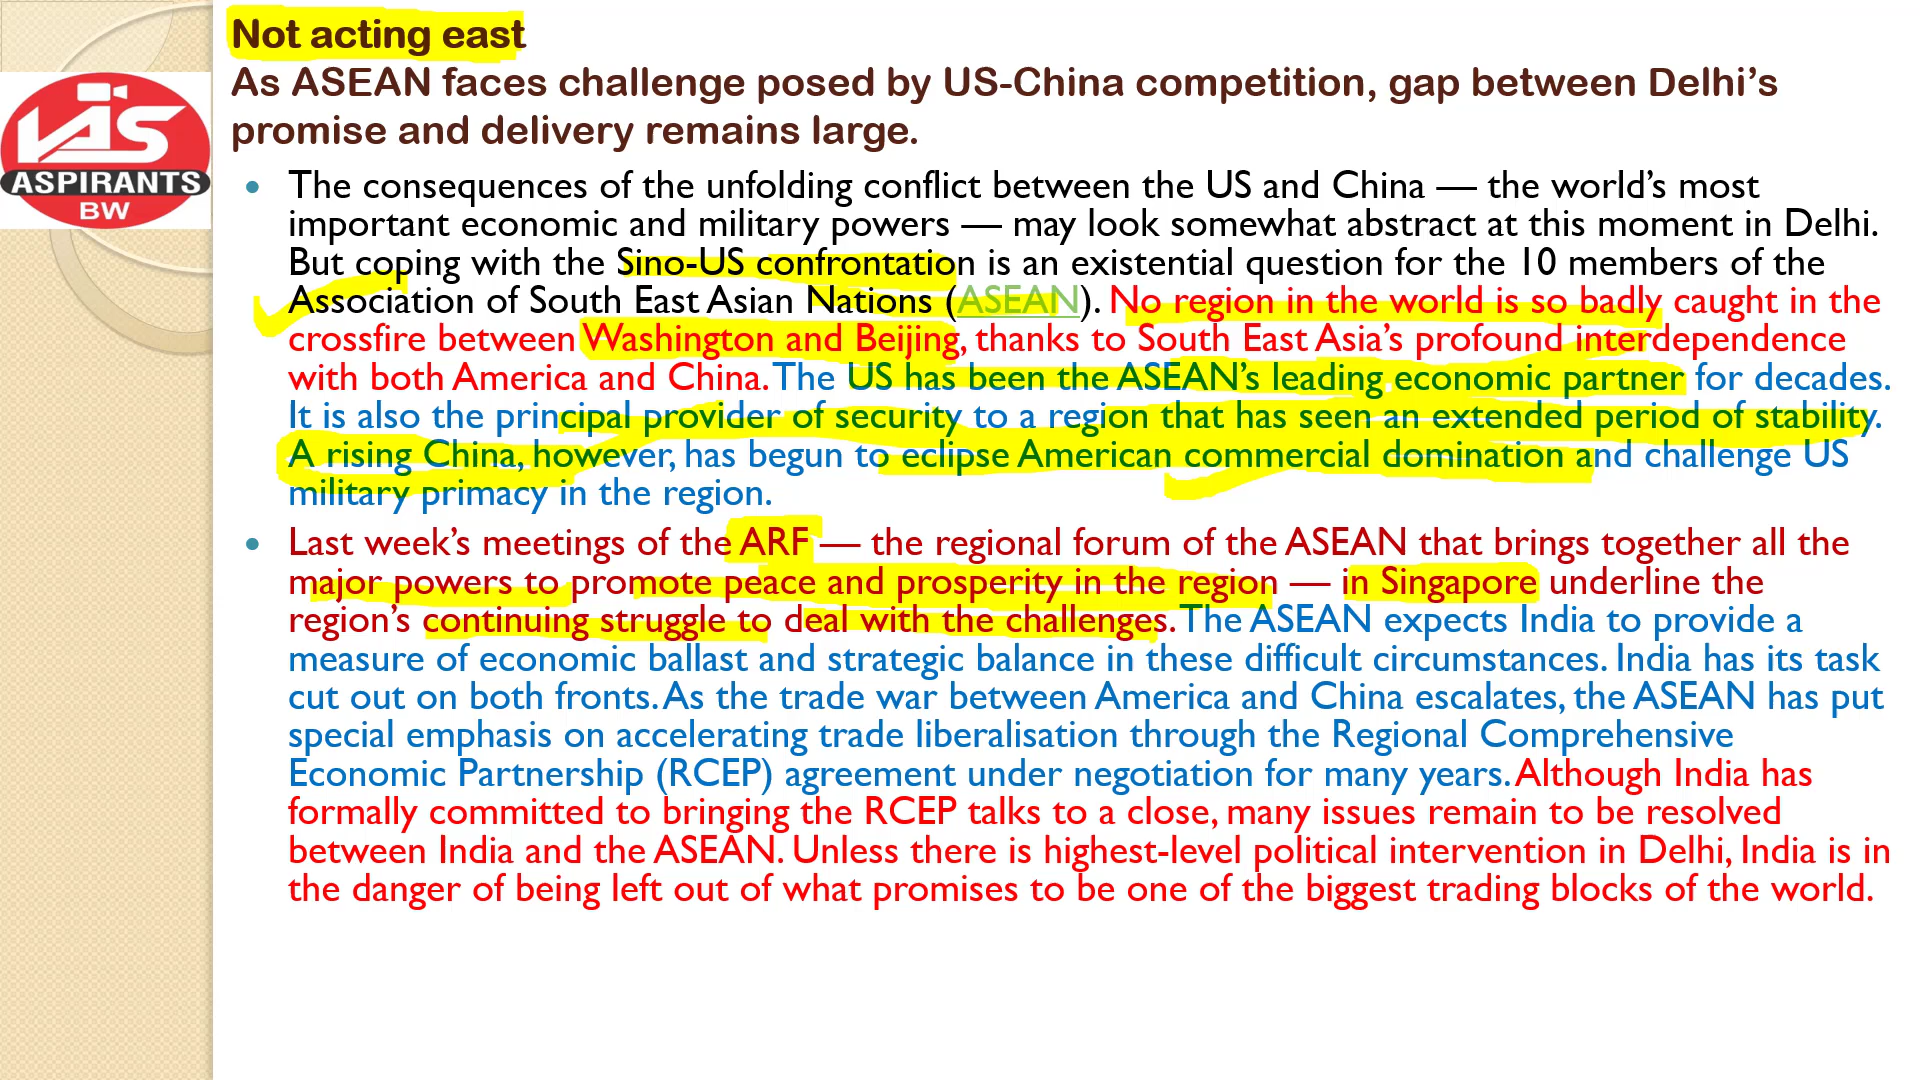 Not acting east
As ASEAN faces challenge posed by US-China competition, gap between Delhi’s
promise and delivery remains large.
IAS
ASPIRANTS
BW
• The consequences of the unfolding conflict between the US and China — the world’s most
important economic and military powers — may look somewhat abstract at this moment in Delhi.
But coping with the Sino-US confrontation is an existential question for the 10 members of the
Association of South East Asian Nations (ASEAN). No region in the world is so badly caught in the
crossfire between Washington and Beijing, thanks to South East Asia’s profound interdependence
with both America and China. The US has been the ASEAN’s leading economic partner for decades.
It is also the principal provider of security to a region that has seen an extended period of stability.
A rising China, however, has begun to eclipse American commercial domination and challenge US
military primacy in the region.
• Last week’s meetings of the ARF — the regional forum of the ASEAN that brings together all the
major powers to promote peace and prosperity in the region — in Singapore underline the
region’s continuing struggle to deal with the challenges. The ASEAN expects India to provide a
measure of economic ballast and strategic balance in these difficult circumstances. India has its task
cut out on both fronts. As the trade war between America and China escalates, the ASEAN has put
special emphasis on accelerating trade liberalisation through the Regional Comprehensive
Economic Partnership (RCEP) agreement under negotiation for many years. Although India has
formally committed to bringing the RCEP talks to a close, many issues remain to be resolved
between India and the ASEAN. Unless there is highest-level political intervention in Delhi, India is in
the danger of being left out of what promises to be one of the biggest trading blocks of the world.